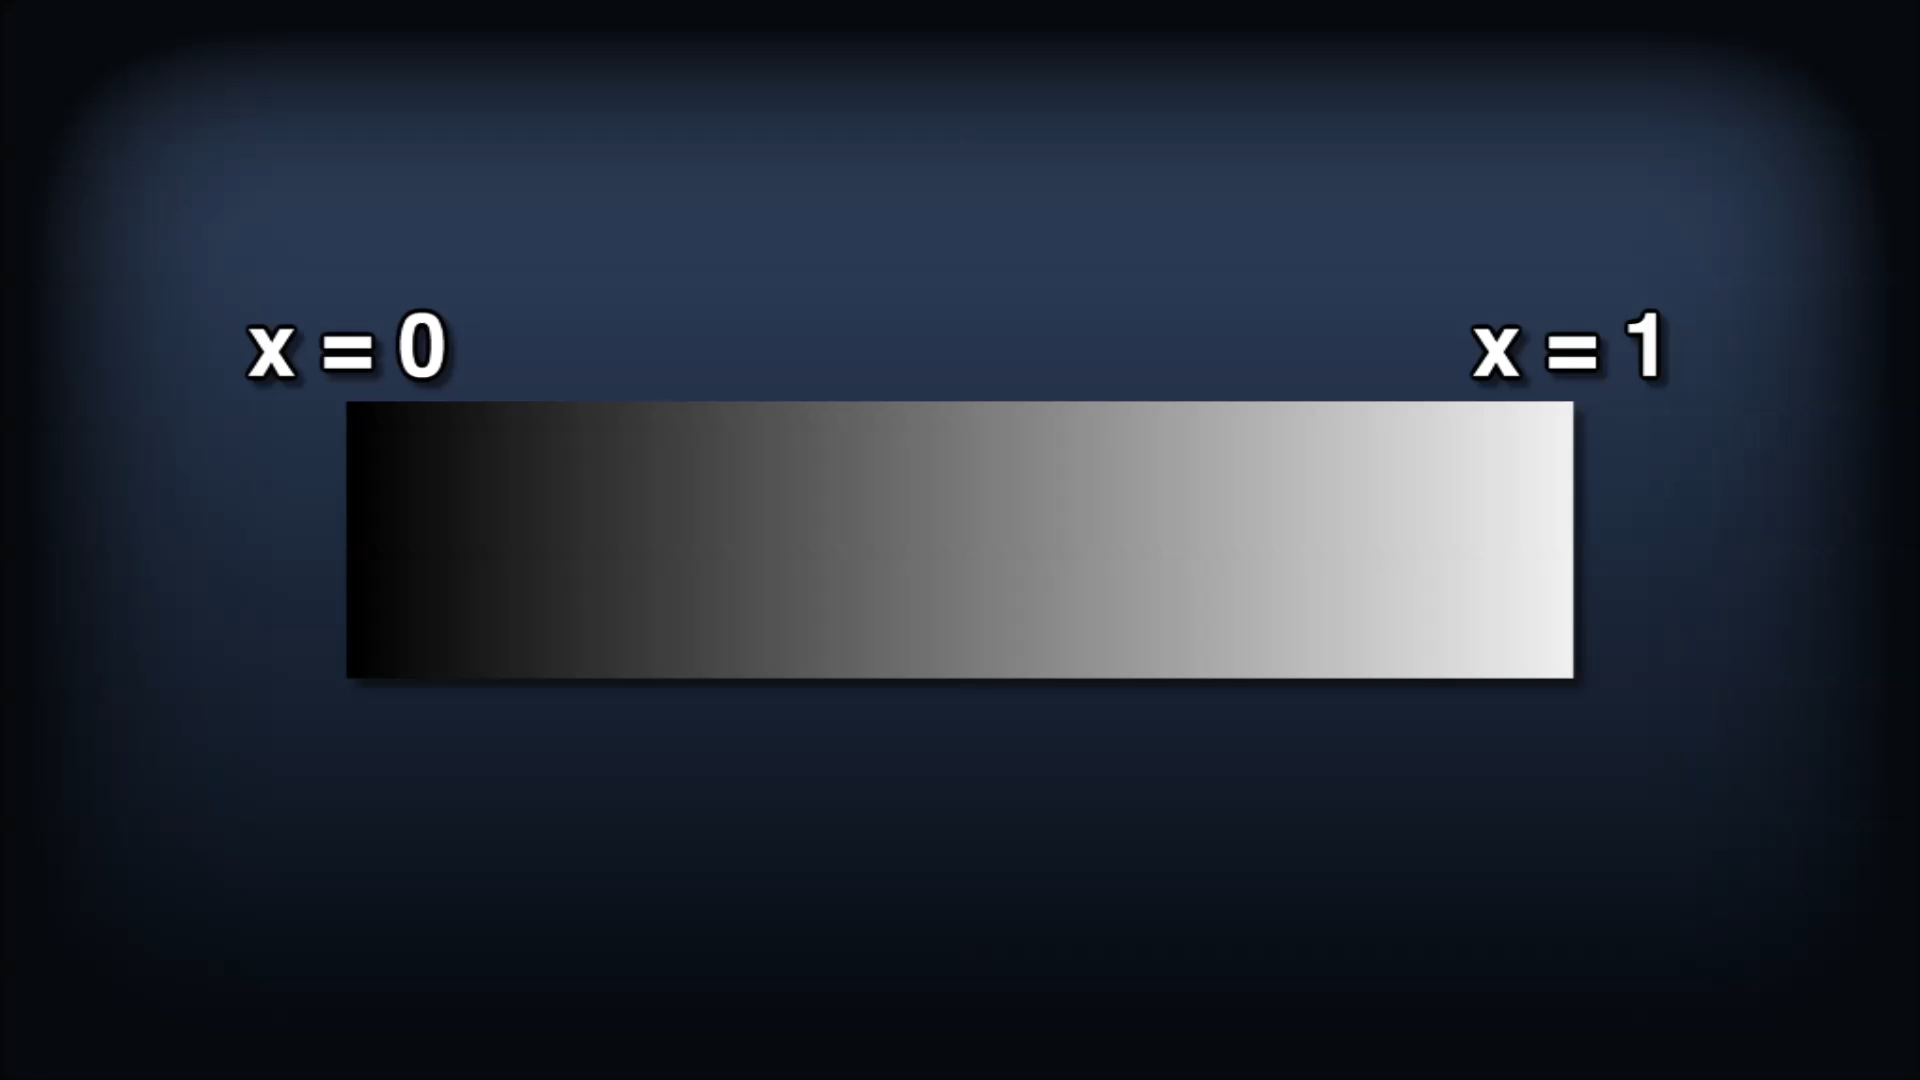 x = 0
x = 1